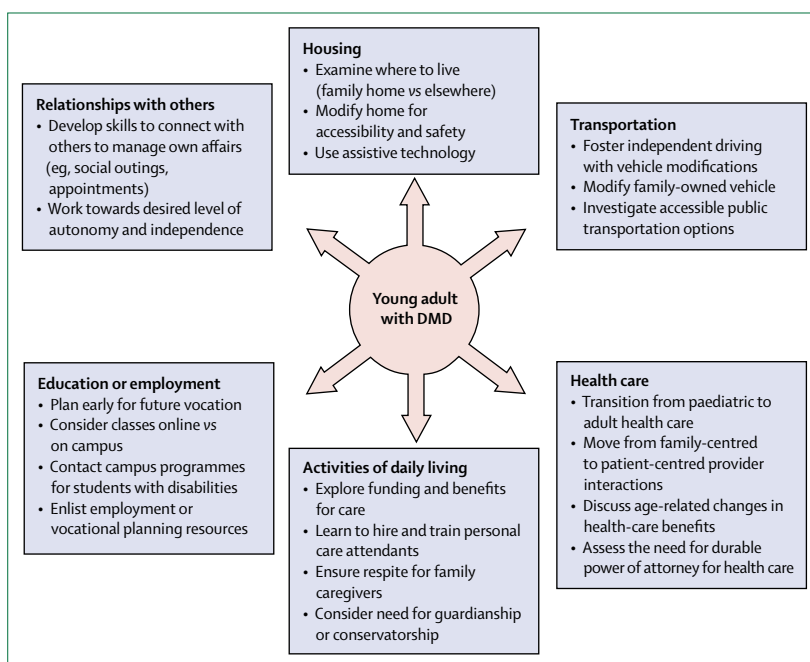 Housing
• Examine where to live
(family home vs elsewhere)
• Modify home for
accessibility and safety
• Use assistive technology
Relationships with others
• Develop skills to connect with
others to manage own affairs
(eg, social outings,
appointments)
• Work towards desired level of
autonomy and independence
Transportation
• Foster independent driving
with vehicle modifications
• Modify family-owned vehicle
• Investigate accessible public
transportation options
Young adult
with DMD
Education or employment
• Plan early for future vocation
• Consider classes online vs
on campus
• Contact campus programmes
for students with disabilities
• Enlist employment or
vocational planning resources
Activities of daily living
• Explore funding and benefits
for care
• Learn to hire and train personal
care attendants
• Ensure respite for family
caregivers
• Consider need for guardianship
or conservatorship
Health care
• Transition from paediatric to
adult health care
• Move from family-centred
to patient-centred provider
interactions
• Discuss age-related changes in
health-care benefits
• Assess the need for durable
power of attorney for health care